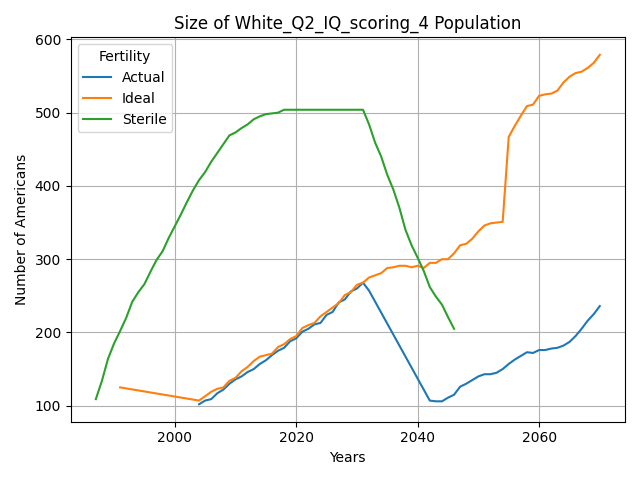 Size of White_Q2_IQ_scoring_4 Population
Fertility
Actual
Ideal
Sterile
Number of Americans
600
500
400
300
200
100
2000
2020
2040
2060
Years